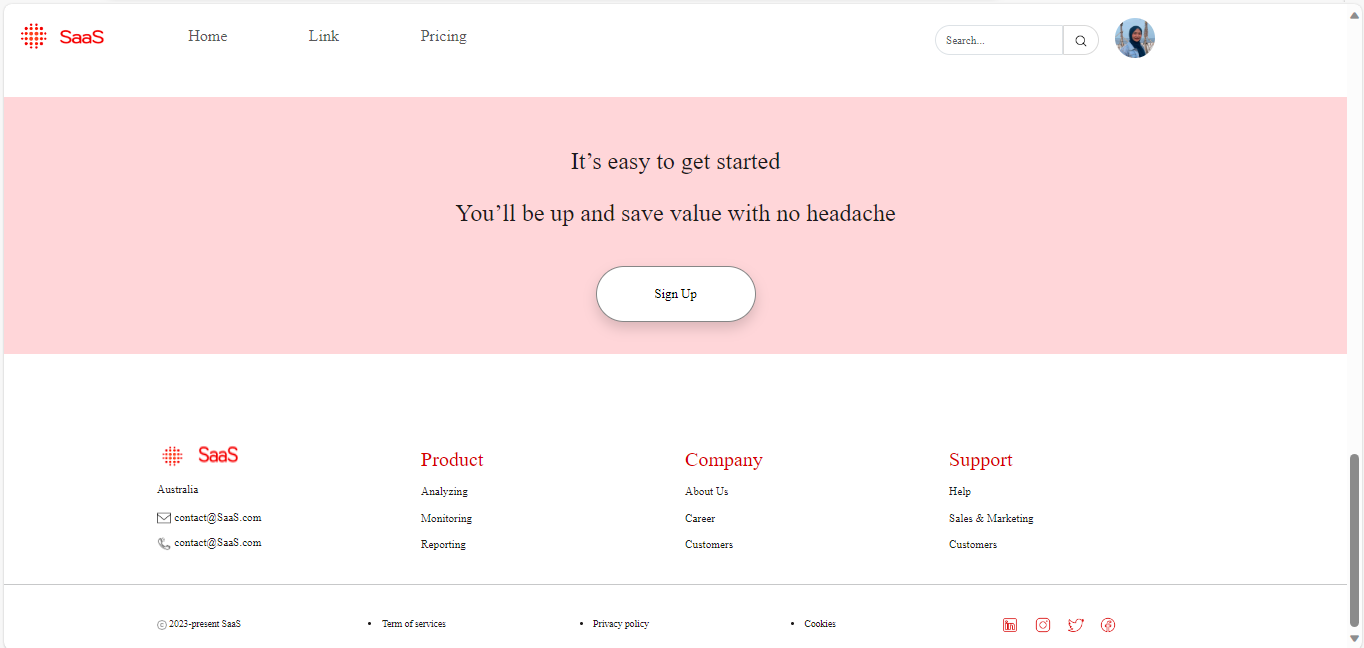 SaaS
Home
Link
Pricing
Search...
It’s easy to get started
You’ll be up and save value with no headache
Sign Up
SaaS
Australia
contact@SaaS.com
contact@SaaS.com
Product
Analyzing
Monitoring
Reporting
Company
About Us
Career
Customers
Support
Help
Sales & Marketing
Customers
© 2023-present SaaS
• Term of services
• Privacy policy
• Cookies